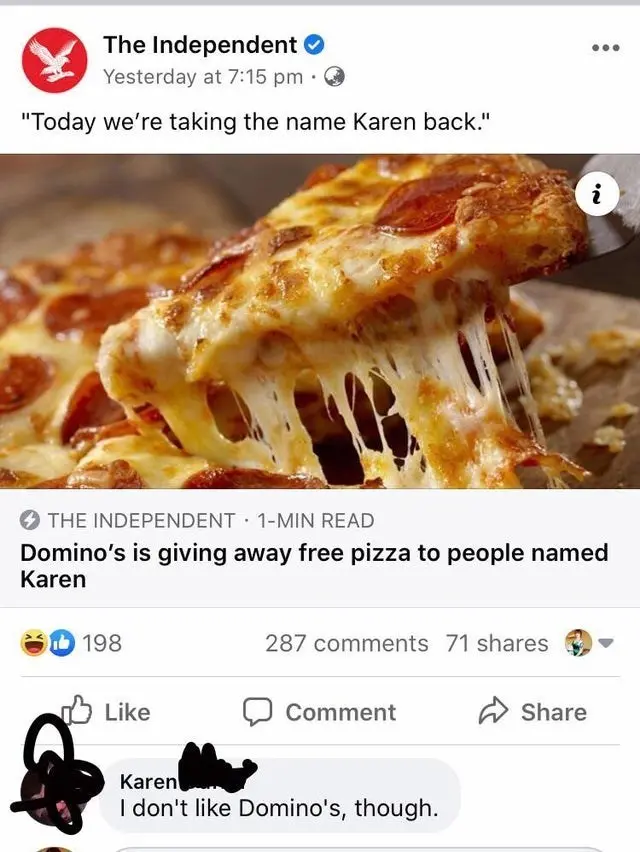 The Independent
Yesterday at 7:15 pm ·
"Today we're taking the name Karen back."
i
THE INDEPENDENT · 1-MIN READ
Domino's is giving away free pizza to people named
Karen
198 287 comments 71 shares
Like Comment Share
Karen
I don't like Domino's, though.